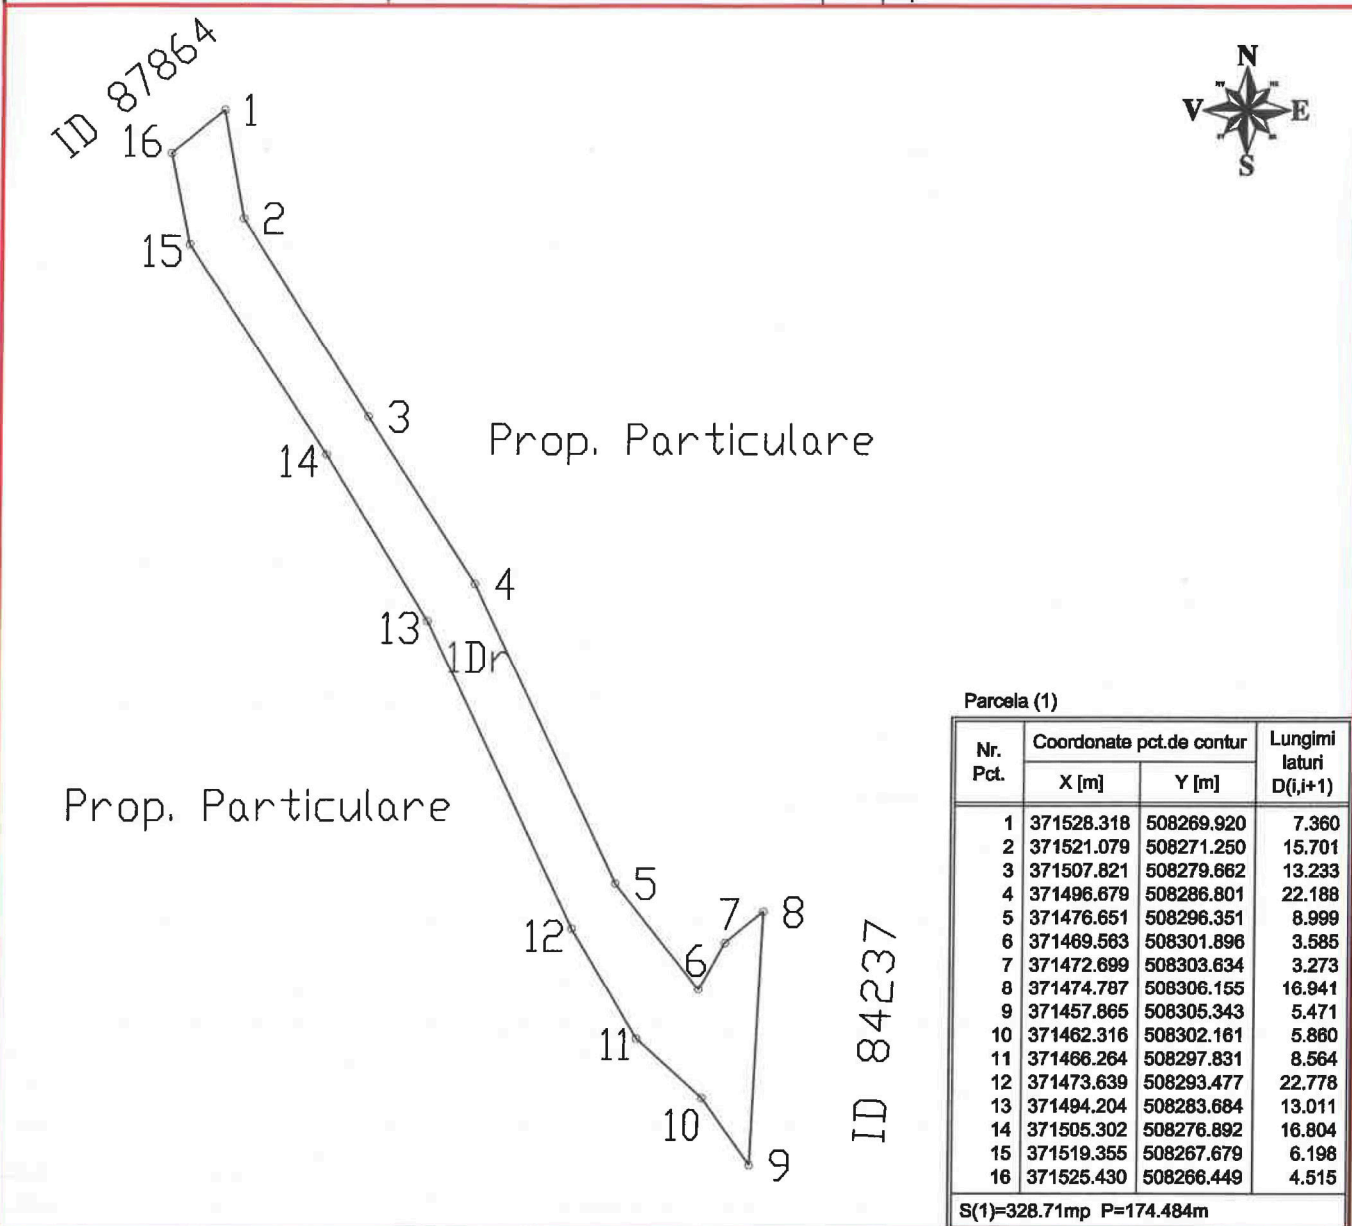 ID 87864
N
V E
S
1
16
2
15
3
Prop. Particulare
14
4
13
1Dr
Parcela (1)
Nr. Pct. Coordonate pct.de contur Lungimi laturi D(i,i+1)
X [m] Y [m]
1 371528.318 508269.920 7.360
2 371521.079 508271.250 15.701
3 371507.821 508279.662 13.233
4 371496.679 508286.801 22.188
5 371476.651 508296.351 8.999
6 371469.563 508301.896 3.585
7 371472.699 508303.634 3.273
8 371474.787 508306.155 16.941
9 371457.865 508305.343 5.471
10 371462.316 508302.161 5.860
11 371466.264 508297.831 8.564
12 371473.639 508293.477 22.778
13 371494.204 508283.684 13.011
14 371505.302 508276.892 16.804
15 371519.355 508267.679 6.198
16 371525.430 508266.449 4.515
S(1)=328.71mp P=174.484m
Prop. Particulare
5
7
8
12
6
ID 84237
11
10
9